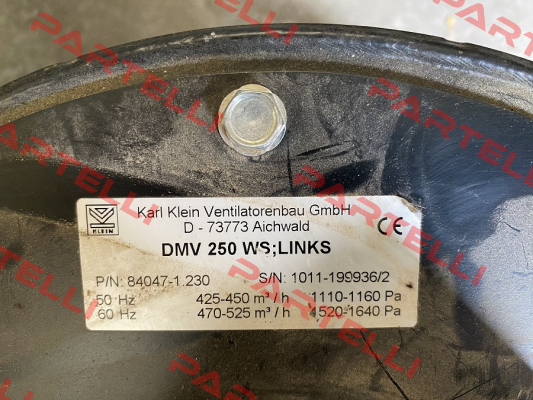 Karl Klein Ventilatorenbau GmbH
D - 73773 Aichwald
KLEIN
CE
DMV 250 WS;LINKS
P/N: 84047-1.230 S/N: 1011-199936/2
50 Hz 425-450 m³ / h 1110-1160 Pa
60 Hz 470-525 m³ / h 1520-1640 Pa
PARTELLI
PARTELLI
PARTELLI
PARTELLI
PARTELLI
PARTELLI
PARTELLI